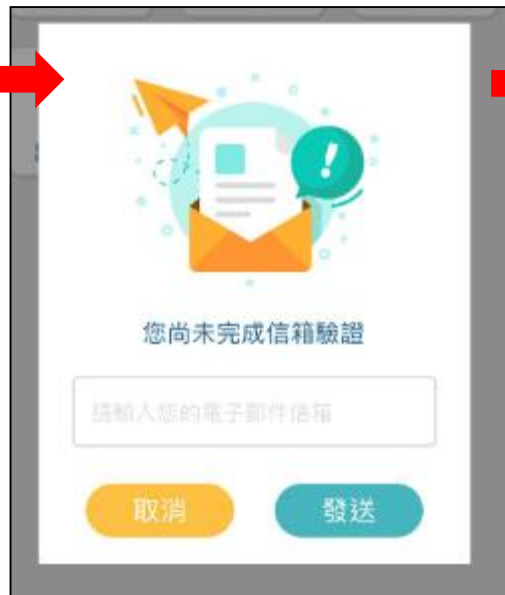 您尚未完成信箱驗證
請輸入您的電子郵件信箱
取消
發送